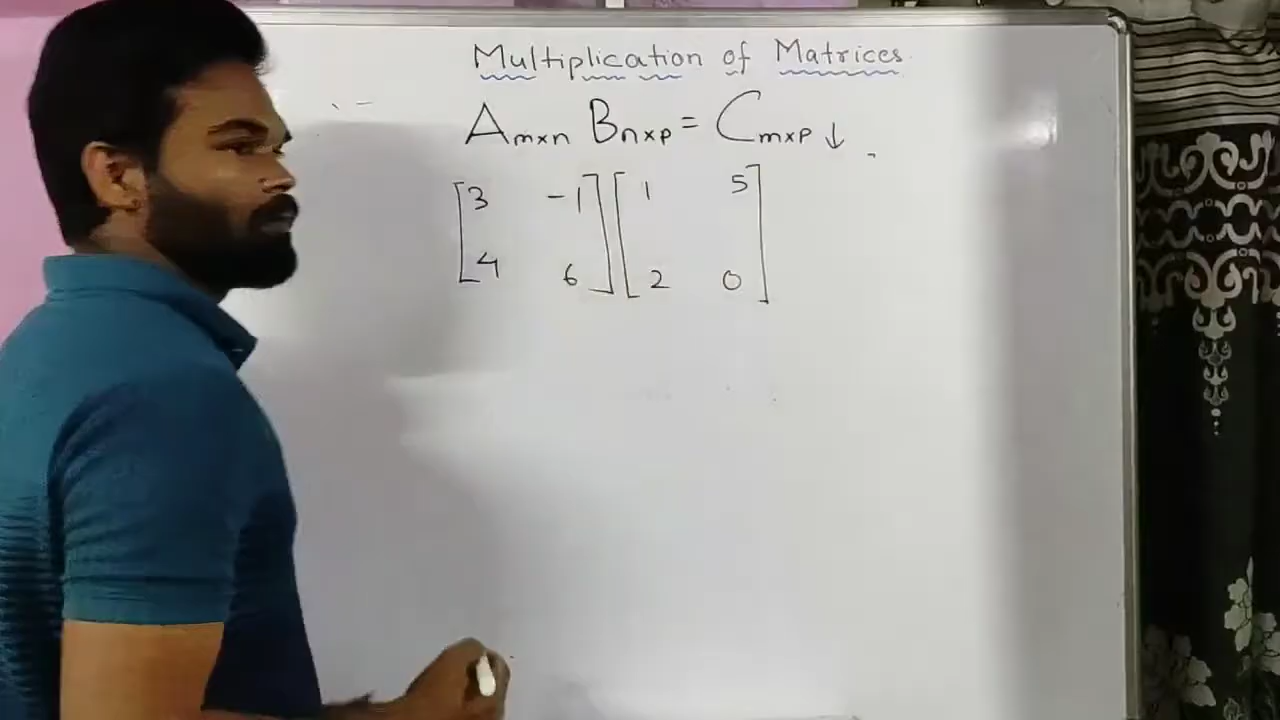 Multiplication of Matrices
Amxn Bnxp = Cmxp ↓
[3 -1] [1 5]
[4 6] [2 0]